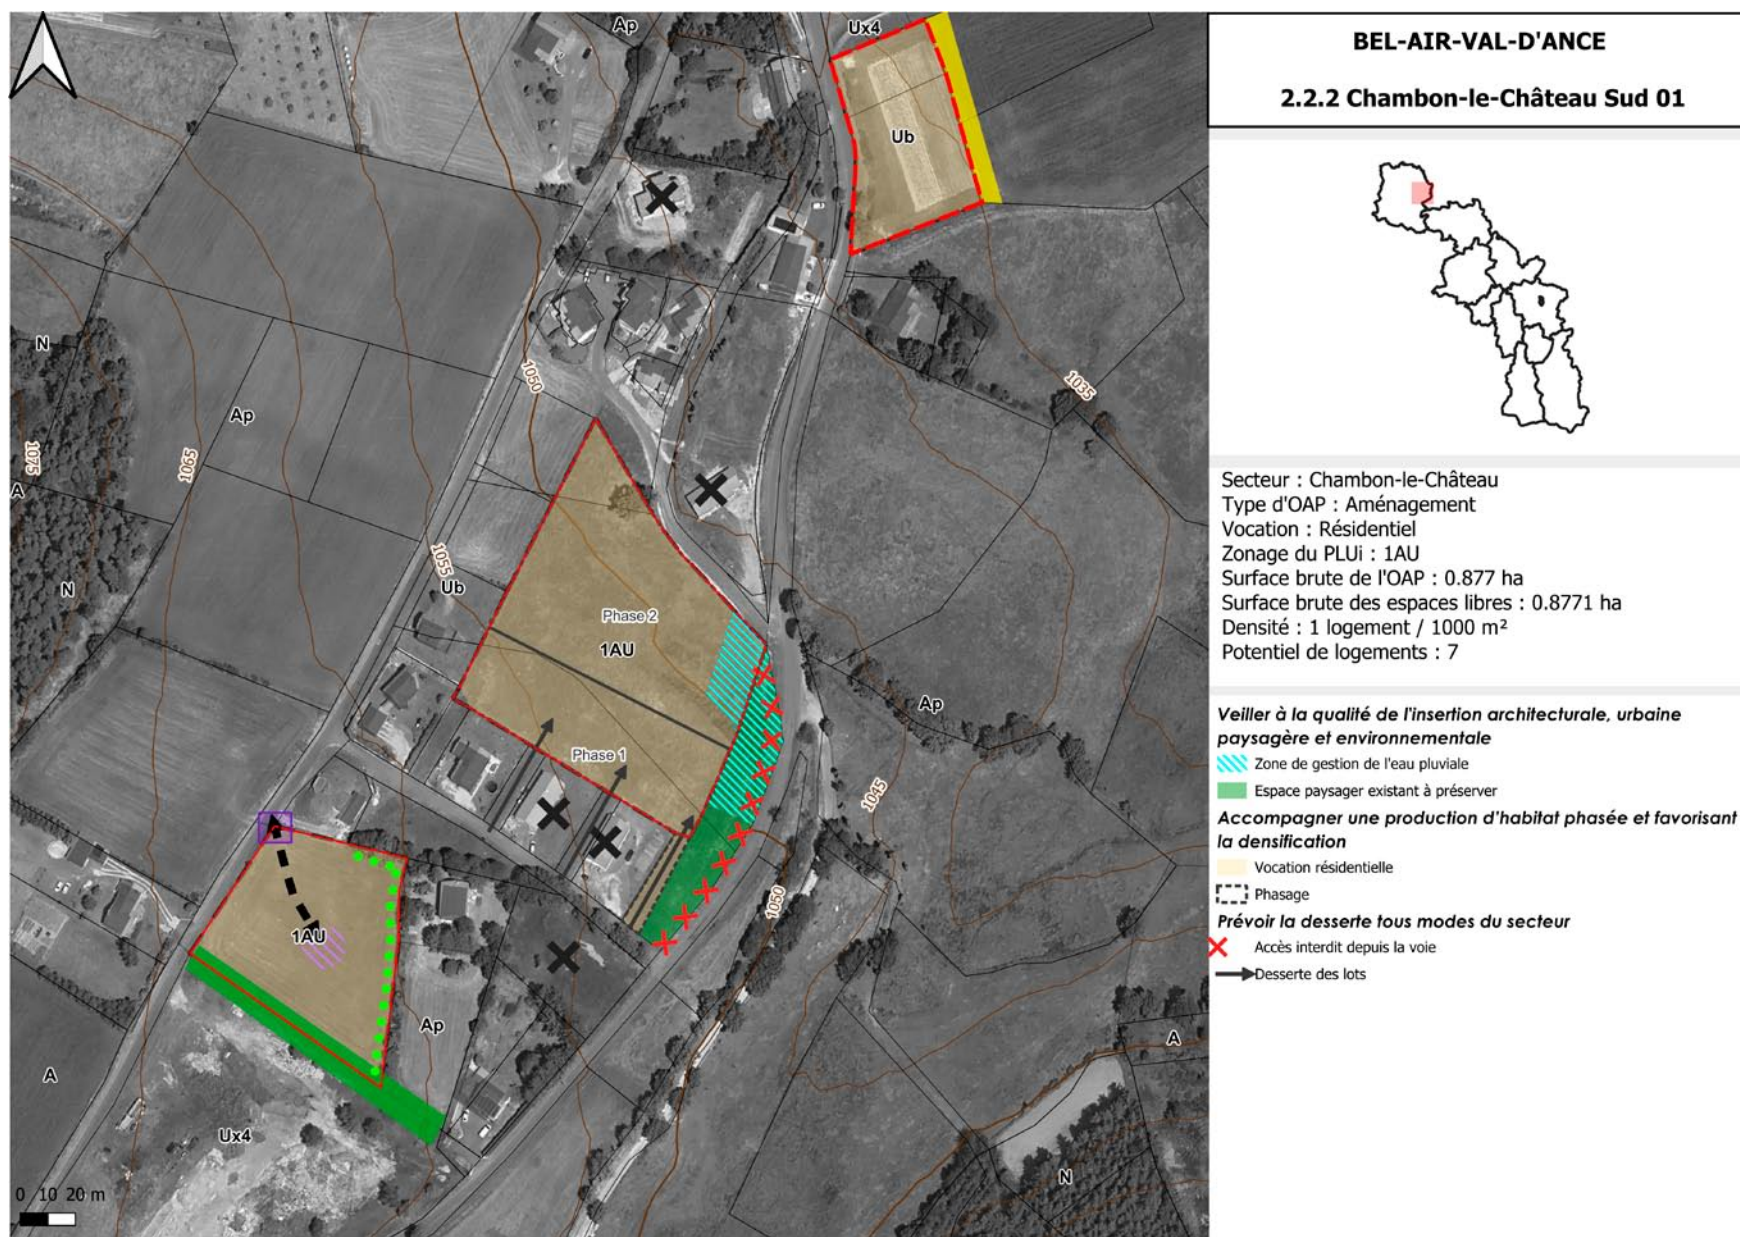 BEL-AIR-VAL-D'ANCE
2.2.2 Chambon-le-Château Sud 01
Secteur : Chambon-le-Château
Type d'OAP : Aménagement
Vocation : Résidentiel
Zonage du PLUi : 1AU
Surface brute de l'OAP : 0.877 ha
Surface brute des espaces libres : 0.8771 ha
Densité : 1 logement / 1000 m²
Potentiel de logements : 7
Veiller à la qualité de l'insertion architecturale, urbaine
paysagère et environnementale
Zone de gestion de l'eau pluviale
Espace paysager existant à préserver
Accompagner une production d'habitat phasée et favorisant
la densification
Vocation résidentielle
Phasage
Prévoir la desserte tous modes du secteur
Accès interdit depuis la voie
Desserte des lots
Ap
Ux4
Ub
N
1050
1035
Ap
1075
1065
A
1055
Ub
N
Phase 2
1AU
Ap
Phase 1
1045
1050
1AU
Ap
A
A
Ux4
N
0 10 20 m